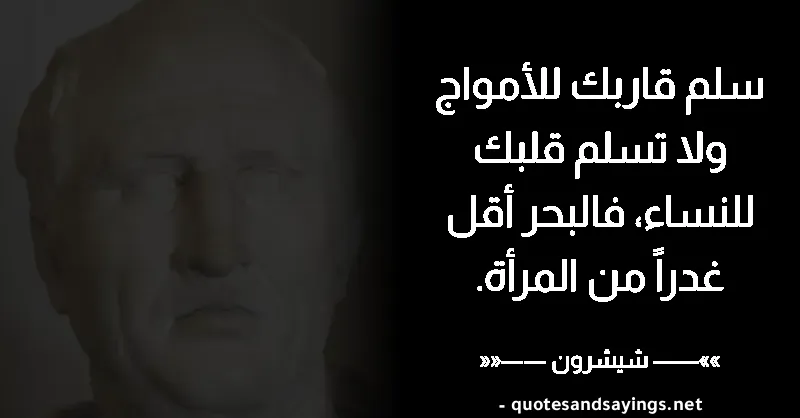 سلم قاربك للأمواج
ولا تسلم قلبك
للنساء، فالبحر أقل
غدراً من المرأة.
»»—— شيشرون ——««
- quotesandsayings.net